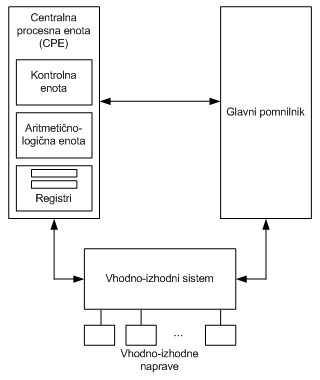 Centralna
procesna enota
(CPE)
Kontrolna
enota
Aritmetično-
logična enota
Registri
Glavni pomnilnik
Vhodno-izhodni sistem
...
Vhodno-izhodne
naprave